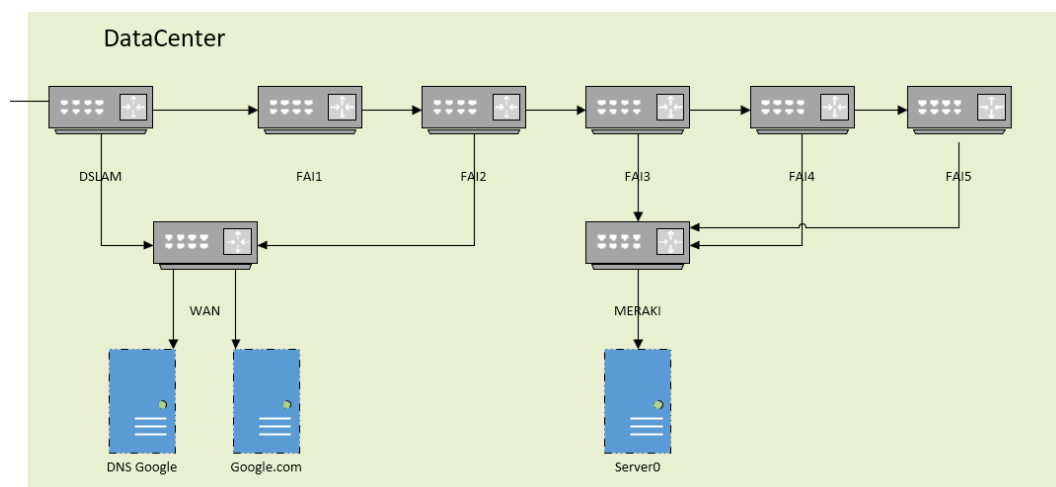 DataCenter
DSLAM
FAI1
FAI2
FAI3
FAI4
FAI5
WAN
MERAKI
DNS Google
Google.com
Server0